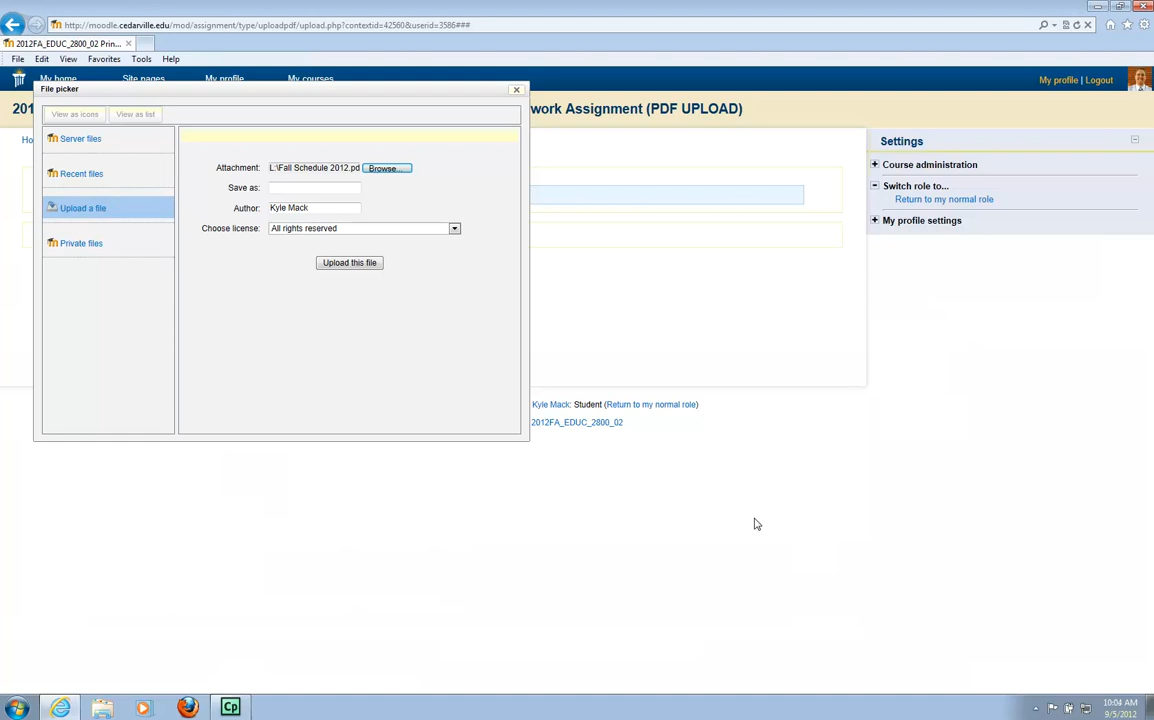 http://moodle.cedarville.edu/mod/assignment/type/uploadpdf/upload.php?contextid=42560&userid=3586###
2012FA_EDUC_2800_02 Prin...
File Edit View Favorites Tools Help
My home Site pages My profile My courses
My profile | Logout
File picker
201
work Assignment (PDF UPLOAD)
View as icons View as list
Ho
Server files
Recent files
Upload a file
Private files
Attachment: L:\Fall Schedule 2012.pd Browse...
Save as:
Author: Kyle Mack
Choose license: All rights reserved
Upload this file
Settings
Course administration
Switch role to...
Return to my normal role
My profile settings
Kyle Mack: Student (Return to my normal role)
2012FA_EDUC_2800_02
Cp
10:04 AM
9/5/2012